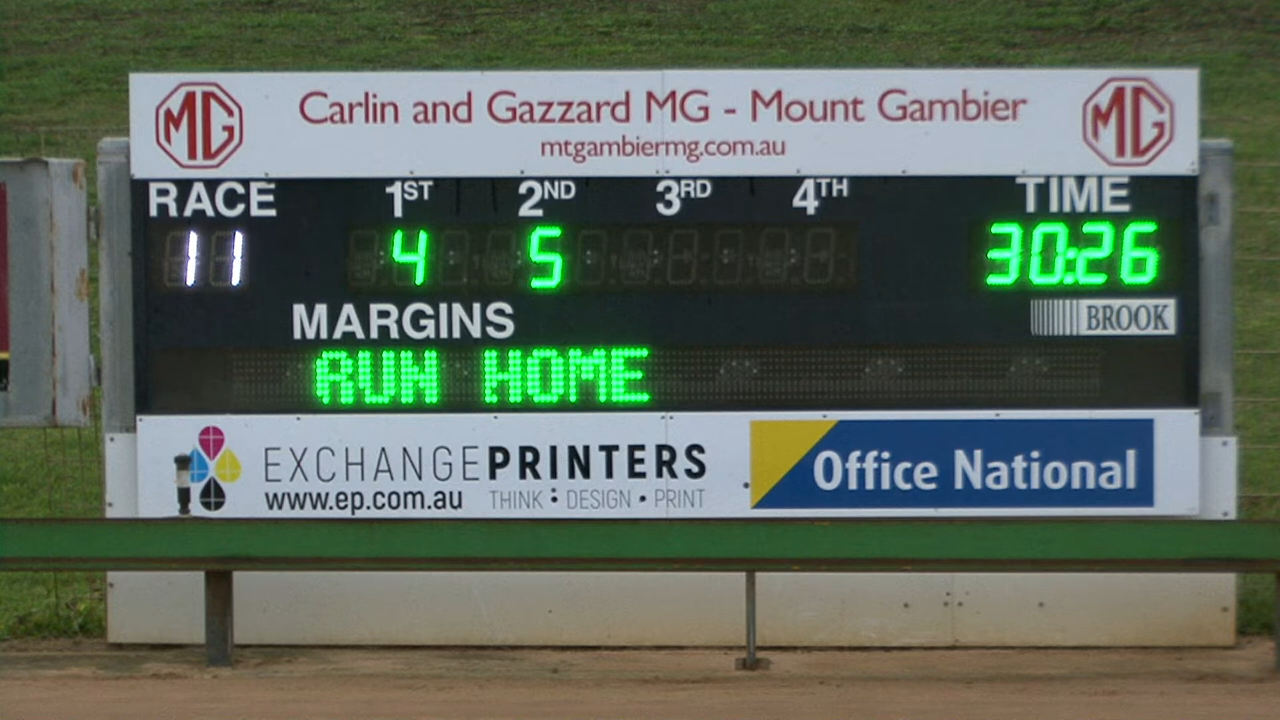 MG Carlin and Gazzard MG - Mount Gambier MG
mtgambiermg.com.au
RACE 1ST 2ND 3RD 4TH TIME
11 4 5 30:26
MARGINS BROOK
RUN HOME
EXCHANGEPRINTERS Office National
www.ep.com.au THINK : DESIGN • PRINT